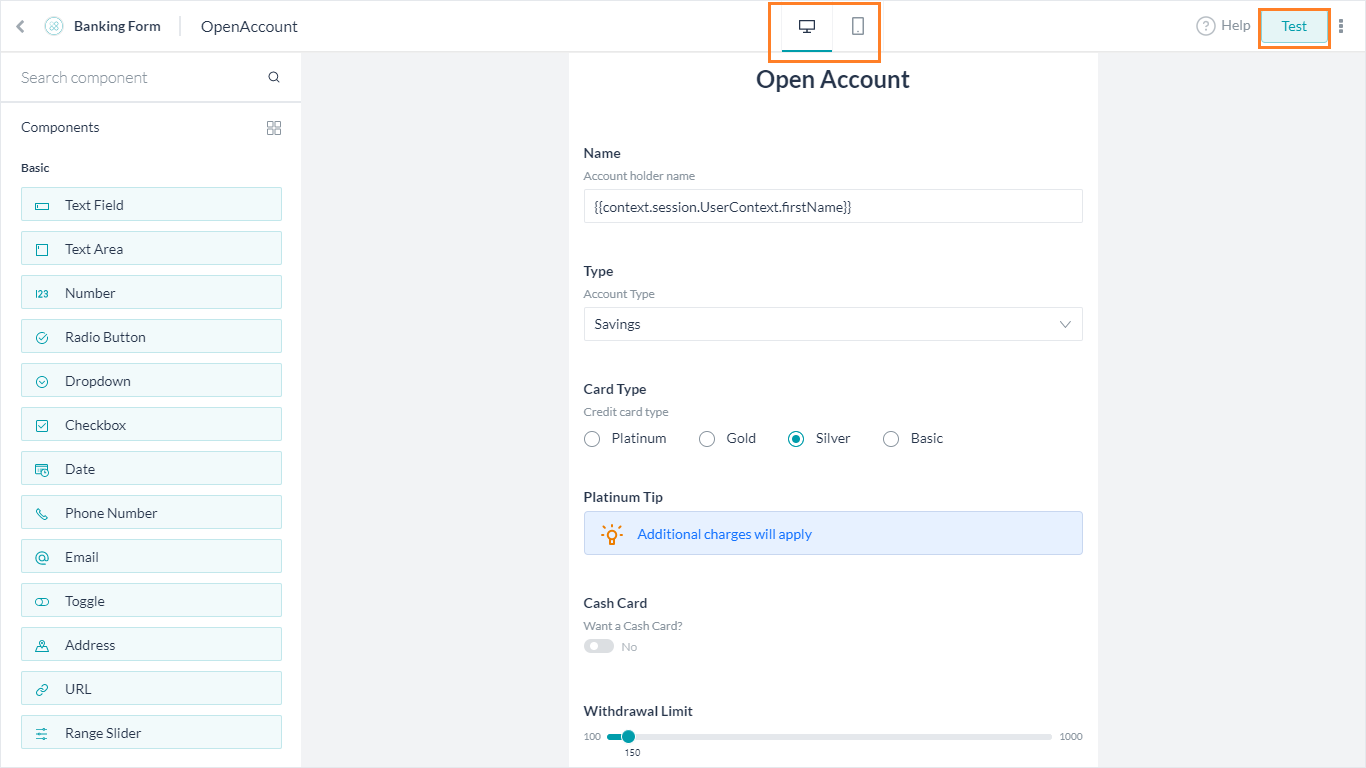 Banking Form OpenAccount Help Test
Search component
Components
Basic
Text Field
Text Area
123 Number
Radio Button
Dropdown
Checkbox
Date
Phone Number
Email
Toggle
Address
URL
Range Slider
Open Account
Name
Account holder name
{{context.session.UserContext.firstName}}
Type
Account Type
Savings
Card Type
Credit card type
Platinum Gold Silver Basic
Platinum Tip
Additional charges will apply
Cash Card
Want a Cash Card?
No
Withdrawal Limit
100 1000
150